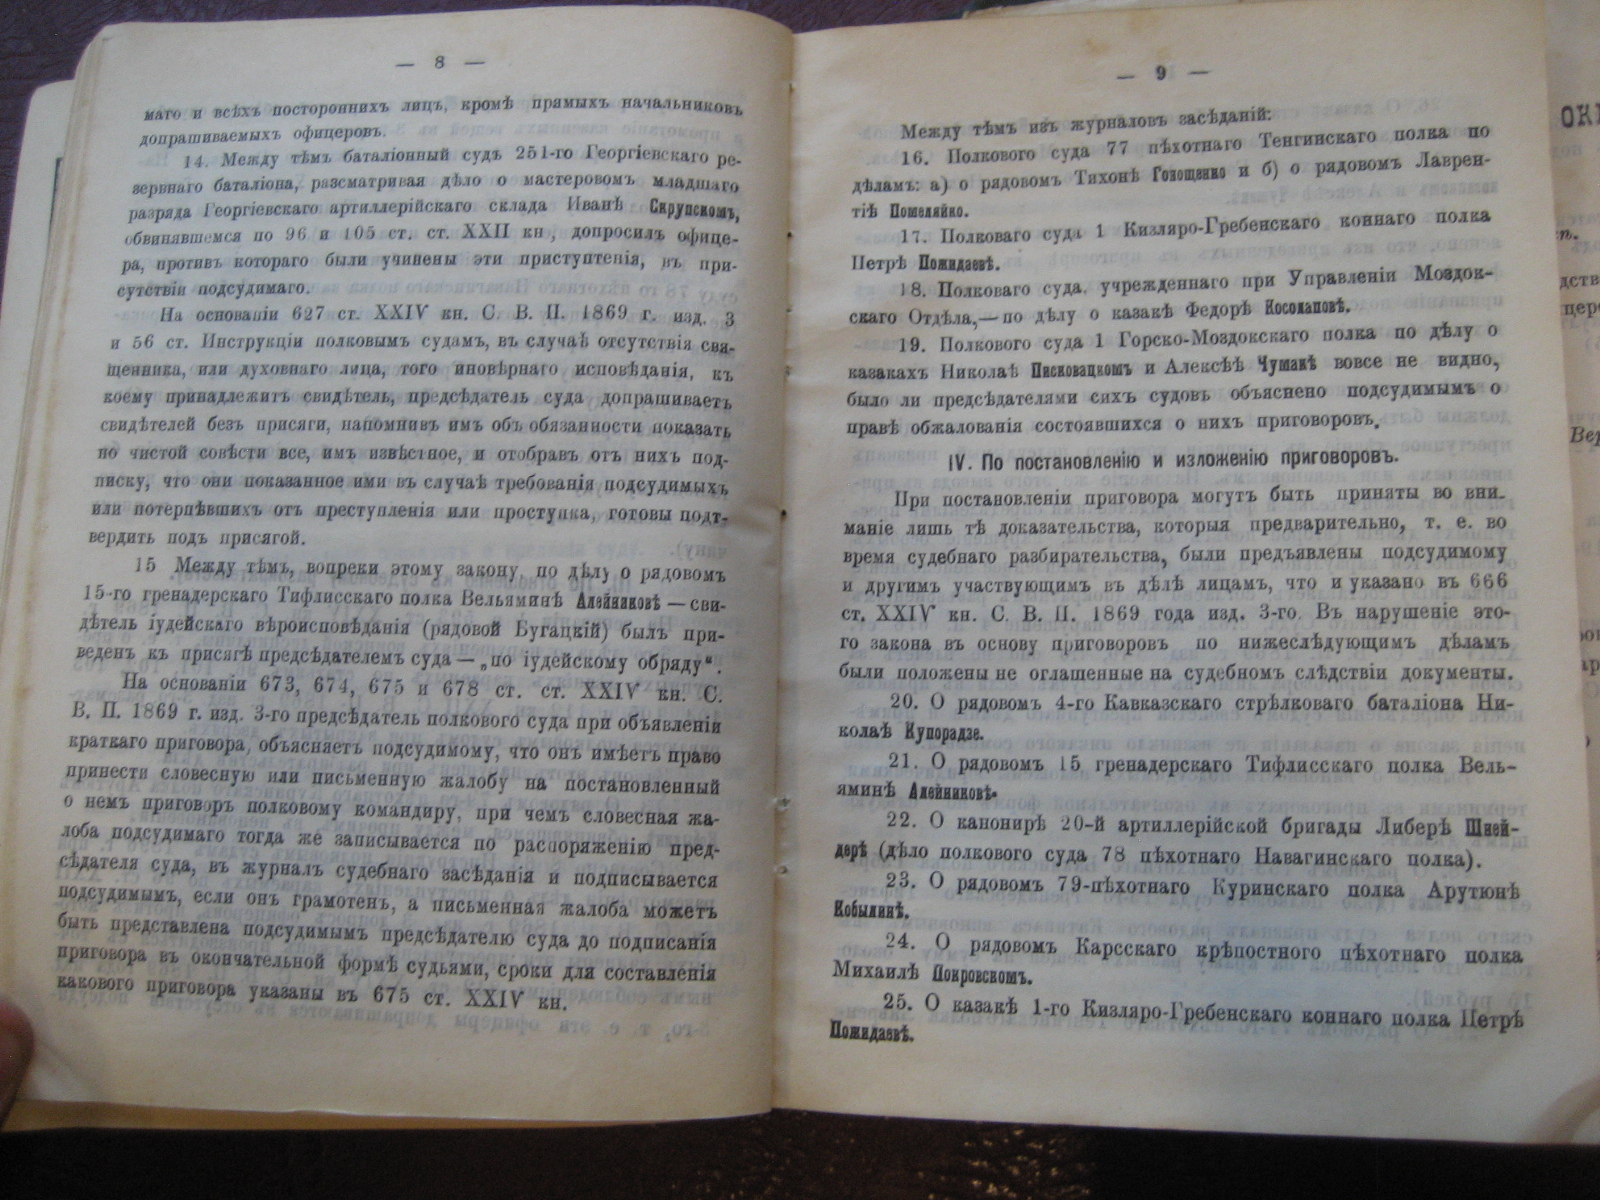 — 8 —
маго и всѣхъ постороннихъ лицъ, кромѣ прямыхъ начальниковъ
допрашиваемыхъ офицеровъ.
14. Между тѣмъ баталіонный судъ 251-го Георгіевскаго ре-
зервнаго баталіона, разсматривая дѣло о мастеровомъ младшаго
разряда Георгіевскаго артиллерійскаго склада Иванѣ Скрупскомъ,
обвинявшемся по 96 и 105 ст. ст. XXII кн, допросилъ офице-
ра, противъ котораго были учинены эти приступтенія, въ при-
сутствіи подсудимаго.
На основаніи 627 ст. XXIV кн. С. В. П. 1869 г. изд. 3
и 56 ст. Инструкціи полковымъ судамъ, въ случаѣ отсутствія свя-
щенника, или духовнаго лица, того иновѣрнаго исповѣданія, къ
коему принадлежитъ свидѣтель, предсѣдатель суда допрашиваетъ
свидѣтелей безъ присяги, напомнивъ имъ объ обязанности показать
по чистой совѣсти все, имъ извѣстное, и отобравъ отъ нихъ под-
писку, что они показанное ими въ случаѣ требованія подсудимыхъ
или потерпѣвшихъ отъ преступленія или проступка, готовы подт-
вердить подъ присягой.
15 Между тѣмъ, вопреки этому закону, по дѣлу о рядовомъ
15-го гренадерскаго Тифлисскаго полка Вельяминѣ Алейниковѣ — сви-
дѣтель іудейскаго вѣроисповѣданія (рядовой Бугацкій) былъ при-
веденъ къ присягѣ предсѣдателемъ суда — „по іудейскому обряду“.
На основаніи 673, 674, 675 и 678 ст. ст. XXIV кн. С.
В. П. 1869 г. изд. 3-го предсѣдатель полкового суда при объявленіи
краткаго приговора, объясняетъ подсудимому, что онъ имѣетъ право
принести словесную или письменную жалобу на постановленный
о немъ приговоръ полковому командиру, при чемъ словесная жа-
лоба подсудимаго тогда же записывается по распоряженію пред-
сѣдателя суда, въ журналъ судебнаго засѣданія и подписывается
подсудимымъ, если онъ грамотенъ, а письменная жалоба можетъ
быть представлена подсудимымъ предсѣдателю суда до подписанія
приговора въ окончательной формѣ судьями, сроки для составленія
какового приговора указаны въ 675 ст. XXIV кн.
— 9 —
Между тѣмъ изъ журналовъ засѣданій:
16. Полкового суда 77 пѣхотнаго Тенгинскаго полка по
дѣламъ: а) о рядовомъ Тихонѣ Гонощенко и б) о рядовомъ Лаврен-
тіѣ Помеляйко.
17. Полковаго суда 1 Кизляро-Гребенскаго коннаго полка
Петрѣ Пожидаевѣ.
18. Полковаго суда, учрежденнаго при Управленіи Моздок-
скаго Отдѣла,—по дѣлу о казакѣ Федорѣ Косолаповѣ.
19. Полкового суда 1 Горско-Моздокскаго полка по дѣлу о
казакахъ Николаѣ Писковацкомъ и Алексѣѣ Чумакѣ вовсе не видно,
было ли предсѣдателями сихъ судовъ объяснено подсудимымъ о
правѣ обжалованія состоявшихся о нихъ приговоровъ.
IV. По постановленію и изложенію приговоровъ.
При постановленіи приговора могутъ быть приняты во вни-
маніе лишь тѣ доказательства, которыя предварительно, т. е. во
время судебнаго разбирательства, были предъявлены подсудимому
и другимъ участвующимъ въ дѣлѣ лицамъ, что и указано въ 666
ст. XXIV кн. С. В. П. 1869 года изд. 3-го. Въ нарушеніе это-
го закона въ основу приговоровъ по нижеслѣдующимъ дѣламъ
были положены не оглашенные на судебномъ слѣдствіи документы.
20. О рядовомъ 4-го Кавказскаго стрѣлковаго баталіона Ни-
колаѣ Купорадзе.
21. О рядовомъ 15 гренадерскаго Тифлисскаго полка Вель-
яминѣ Алейниковѣ.
22. О канонирѣ 20-й артиллерійской бригады Либерѣ Шней-
дерѣ (дѣло полкового суда 78 пѣхотнаго Навагинскаго полка).
23. О рядовомъ 79-пѣхотнаго Куринскаго полка Арутюнѣ
Кобылинѣ.
24. О рядовомъ Карсскаго крѣпостного пѣхотнаго полка
Михаилѣ Покровскомъ.
25. О казакѣ 1-го Кизляро-Гребенскаго коннаго полка Петрѣ
Пожидаевѣ.